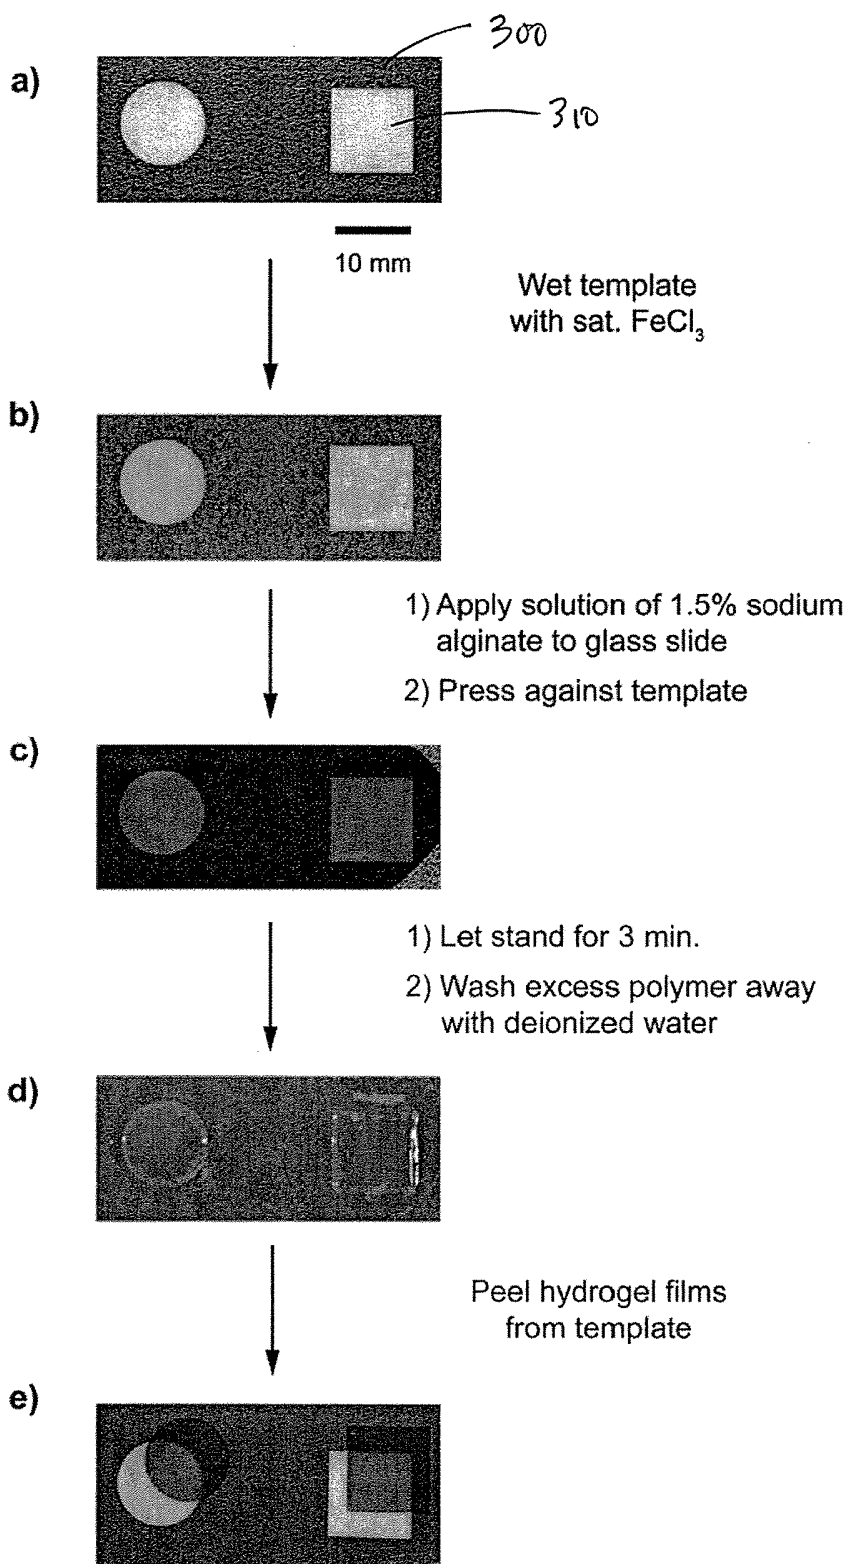 300
a)
310
10 mm
Wet template
with sat. FeCl₃
b)
1) Apply solution of 1.5% sodium
alginate to glass slide
2) Press against template
c)
1) Let stand for 3 min.
2) Wash excess polymer away
with deionized water
d)
Peel hydrogel films
from template
e)